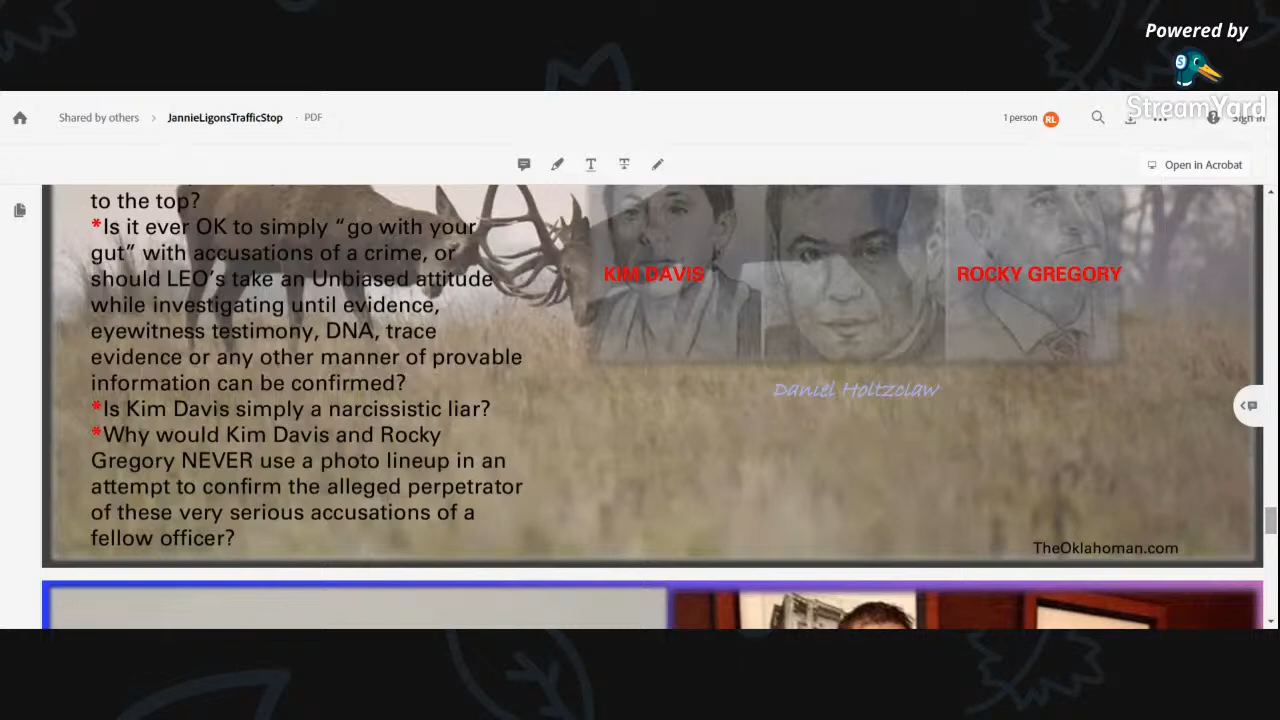 Powered by
StreamYard
Shared by others > JannieLigonsTrafficStop · PDF
1 person RL
Sign In
Open in Acrobat
to the top?
*Is it ever OK to simply “go with your
gut” with accusations of a crime, or
should LEO’s take an Unbiased attitude
while investigating until evidence,
eyewitness testimony, DNA, trace
evidence or any other manner of provable
information can be confirmed?
*Is Kim Davis simply a narcissistic liar?
*Why would Kim Davis and Rocky
Gregory NEVER use a photo lineup in an
attempt to confirm the alleged perpetrator
of these very serious accusations of a
fellow officer?
KIM DAVIS
ROCKY GREGORY
Daniel Holtzclaw
TheOklahoman.com